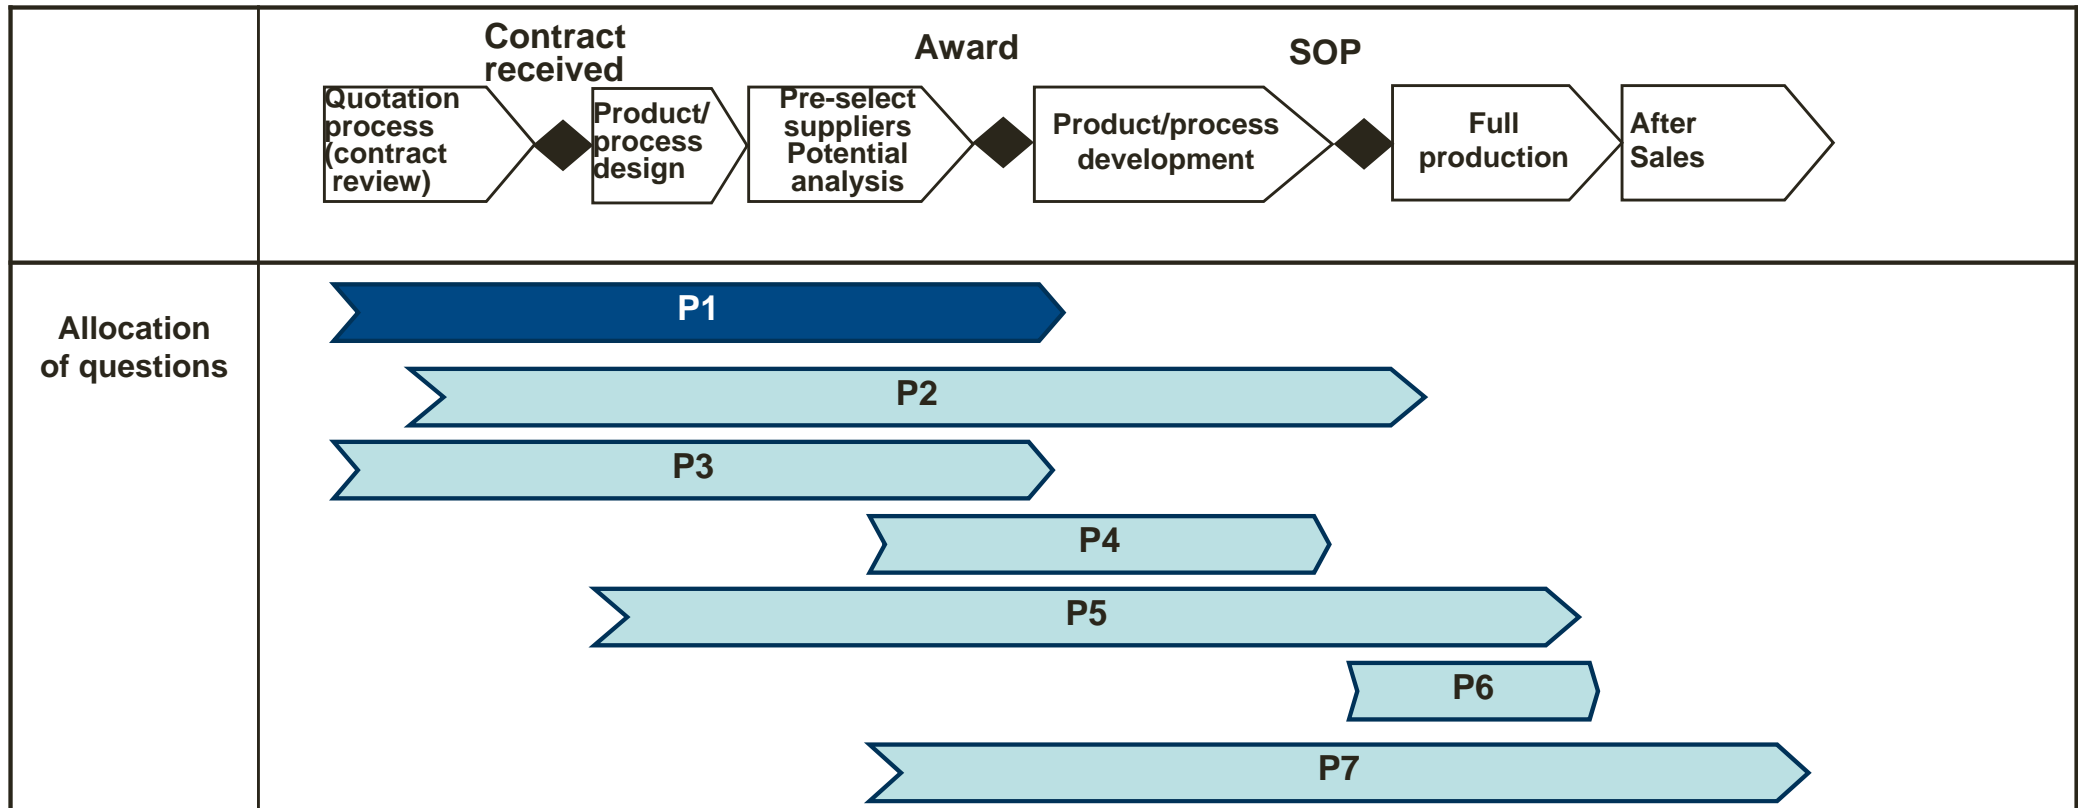 Contract
received
Award
SOP
Quotation
process
(contract
review)
Product/
process
design
Pre-select
suppliers
Potential
analysis
Product/process
development
Full
production
After
Sales
Allocation
of questions
P1
P2
P3
P4
P5
P6
P7